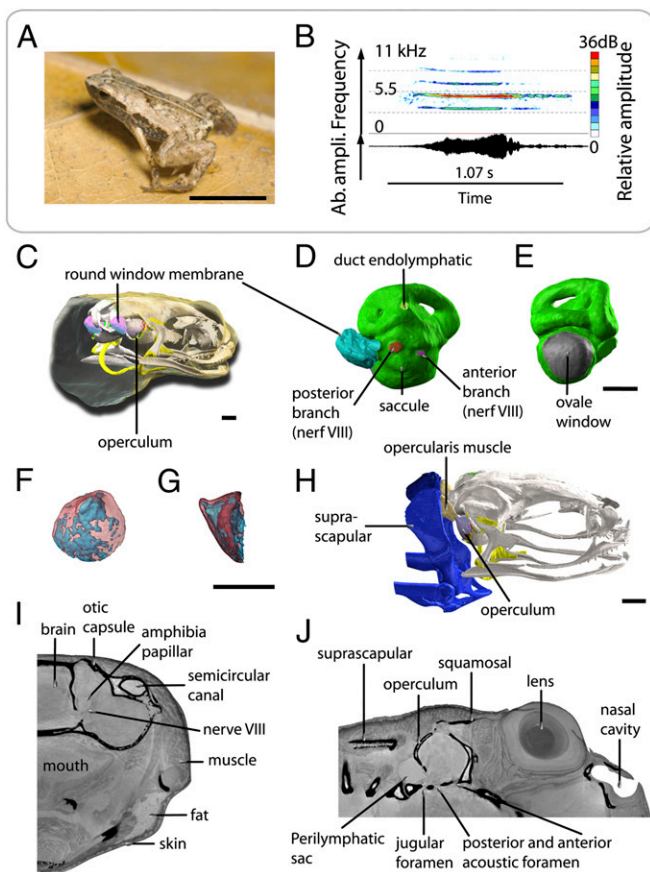 A
B
11 kHz
36dB
5.5
0
0
Ab. ampli. Frequency
Relative amplitude
1.07 s
Time
C
D
E
round window membrane
duct endolymphatic
operculum
posterior
branch
(nerf VIII)
saccule
anterior
branch
(nerf VIII)
ovale
window
F
G
H
opercularis muscle
supra-
scapular
operculum
I
otic
capsule
brain
amphibia
papillar
semicircular
canal
nerve VIII
mouth
muscle
fat
skin
J
suprascapular
squamosal
operculum
lens
nasal
cavity
Perilymphatic
sac
jugular
foramen
posterior and anterior
acoustic foramen